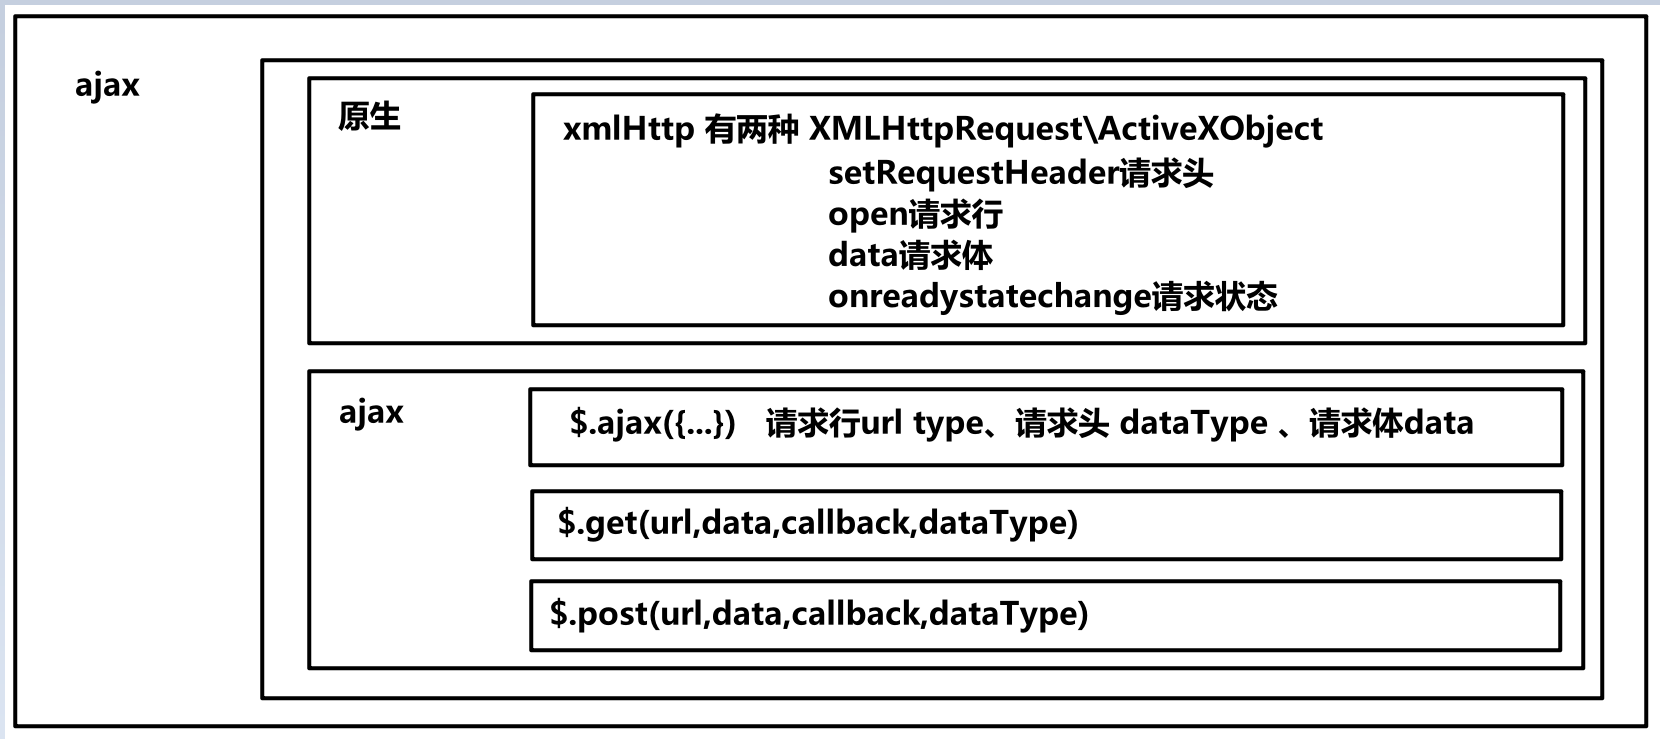 ajax
原生
xmlHttp 有两种 XMLHttpRequest\ActiveXObject
setRequestHeader请求头
open请求行
data请求体
onreadystatechange请求状态
ajax
$.ajax({...}) 请求行url type、请求头 dataType 、请求体data
$.get(url,data,callback,dataType)
$.post(url,data,callback,dataType)